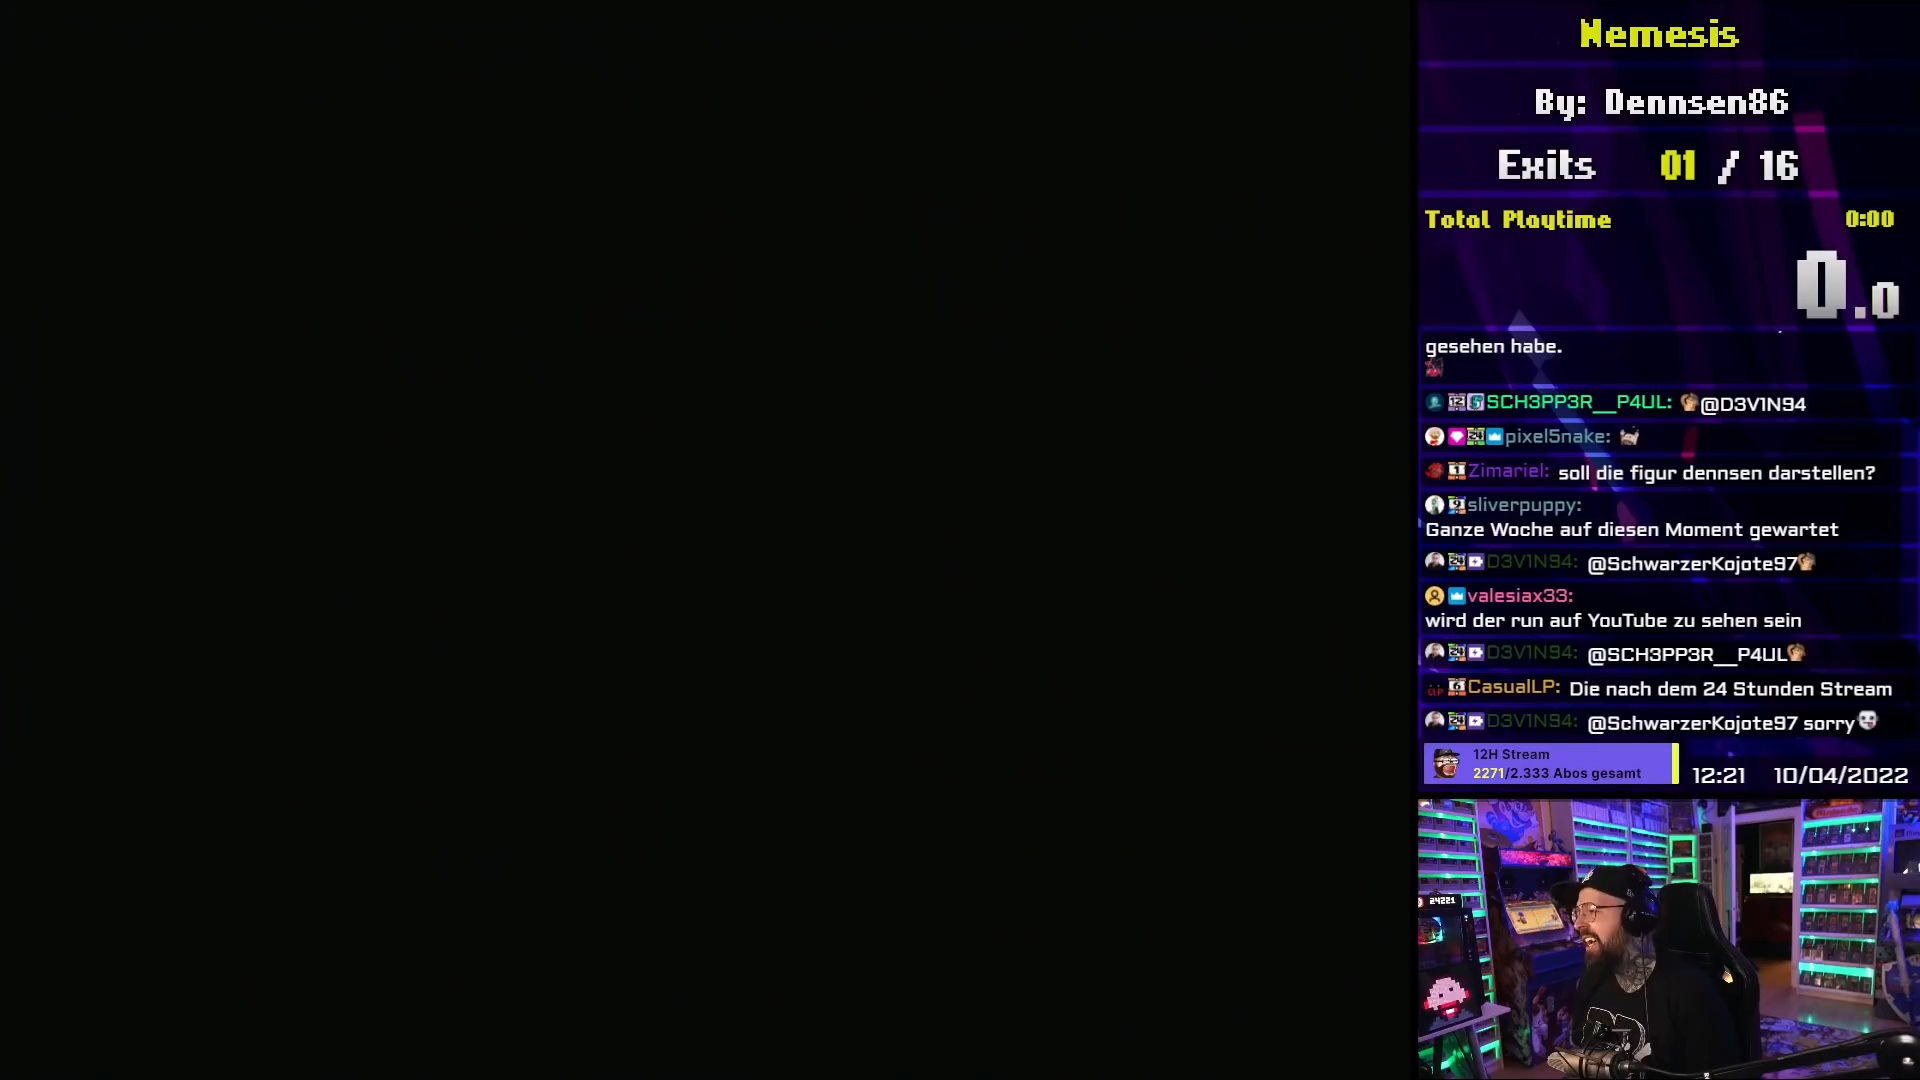 Nemesis
By: Dennsen86
Exits 01 / 16
Total Playtime 0:00
0.0
gesehen habe.
SCH3PP3R__P4UL: @D3V1N94
pixel5nake:
Zimariel: soll die figur dennsen darstellen?
sliverpuppy:
Ganze Woche auf diesen Moment gewartet
D3V1N94: @SchwarzerKojote97
valesiax33:
wird der run auf YouTube zu sehen sein
D3V1N94: @SCH3PP3R__P4UL
CasualLP: Die nach dem 24 Stunden Stream
D3V1N94: @SchwarzerKojote97 sorry
12H Stream
2271/2.333 Abos gesamt
12:21 10/04/2022
24221